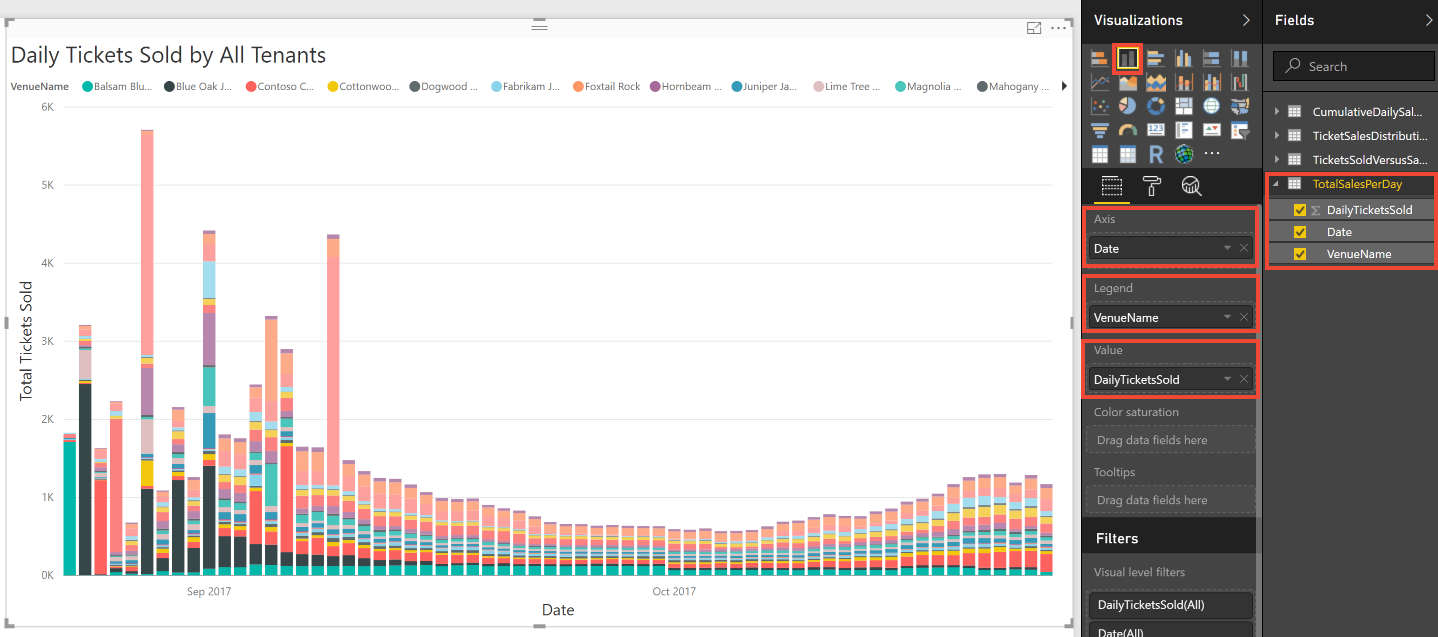 Daily Tickets Sold by All Tenants
VenueName Balsam Blu... Blue Oak J... Contoso C... Cottonwoo... Dogwood ... Fabrikam J... Foxtail Rock Hornbeam ... Juniper Ja... Lime Tree ... Magnolia ... Mahogany ...
6K
5K
4K
3K
2K
1K
0K
Total Tickets Sold
Sep 2017 Oct 2017
Date
Visualizations
123
R
Axis
Date
Legend
VenueName
Value
DailyTicketsSold
Color saturation
Drag data fields here
Tooltips
Drag data fields here
Filters
Visual level filters
DailyTicketsSold(All)
Date(All)
Fields
Search
CumulativeDailySal...
TicketSalesDistributi...
TicketsSoldVersusSa...
TotalSalesPerDay
Σ DailyTicketsSold
Date
VenueName